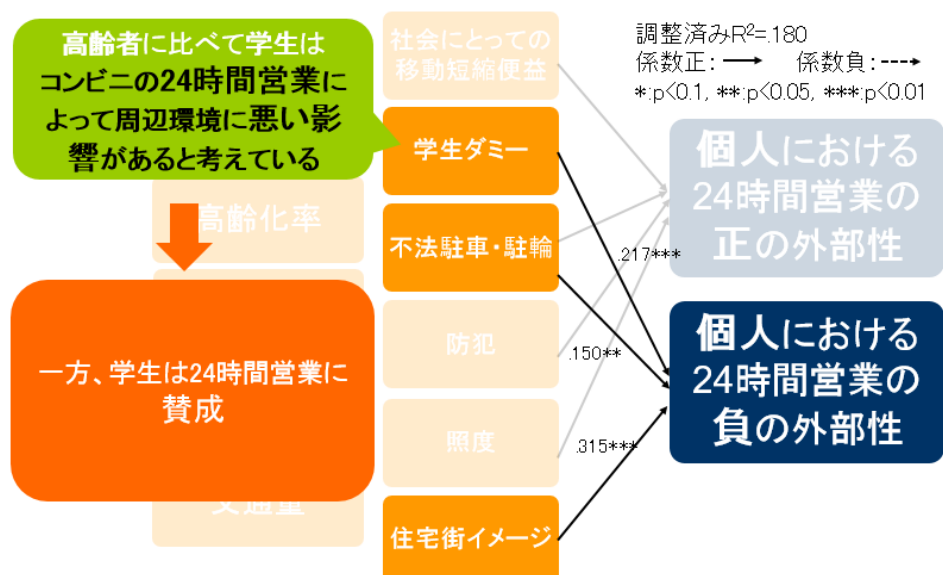 高齢者に比べて学生は
コンビニの24時間営業に
よって周辺環境に悪い影
響があると考えている
高齢化率
一方、学生は24時間営業に
賛成
交通量
社会にとっての
移動短縮便益
学生ダミー
不法駐車・駐輪
防犯
照度
住宅街イメージ
.217***
.150**
.315***
調整済みR²=.180
係数正: 係数負:
*:p<0.1, **:p<0.05, ***:p<0.01
個人における
24時間営業の
正の外部性
個人における
24時間営業の
負の外部性